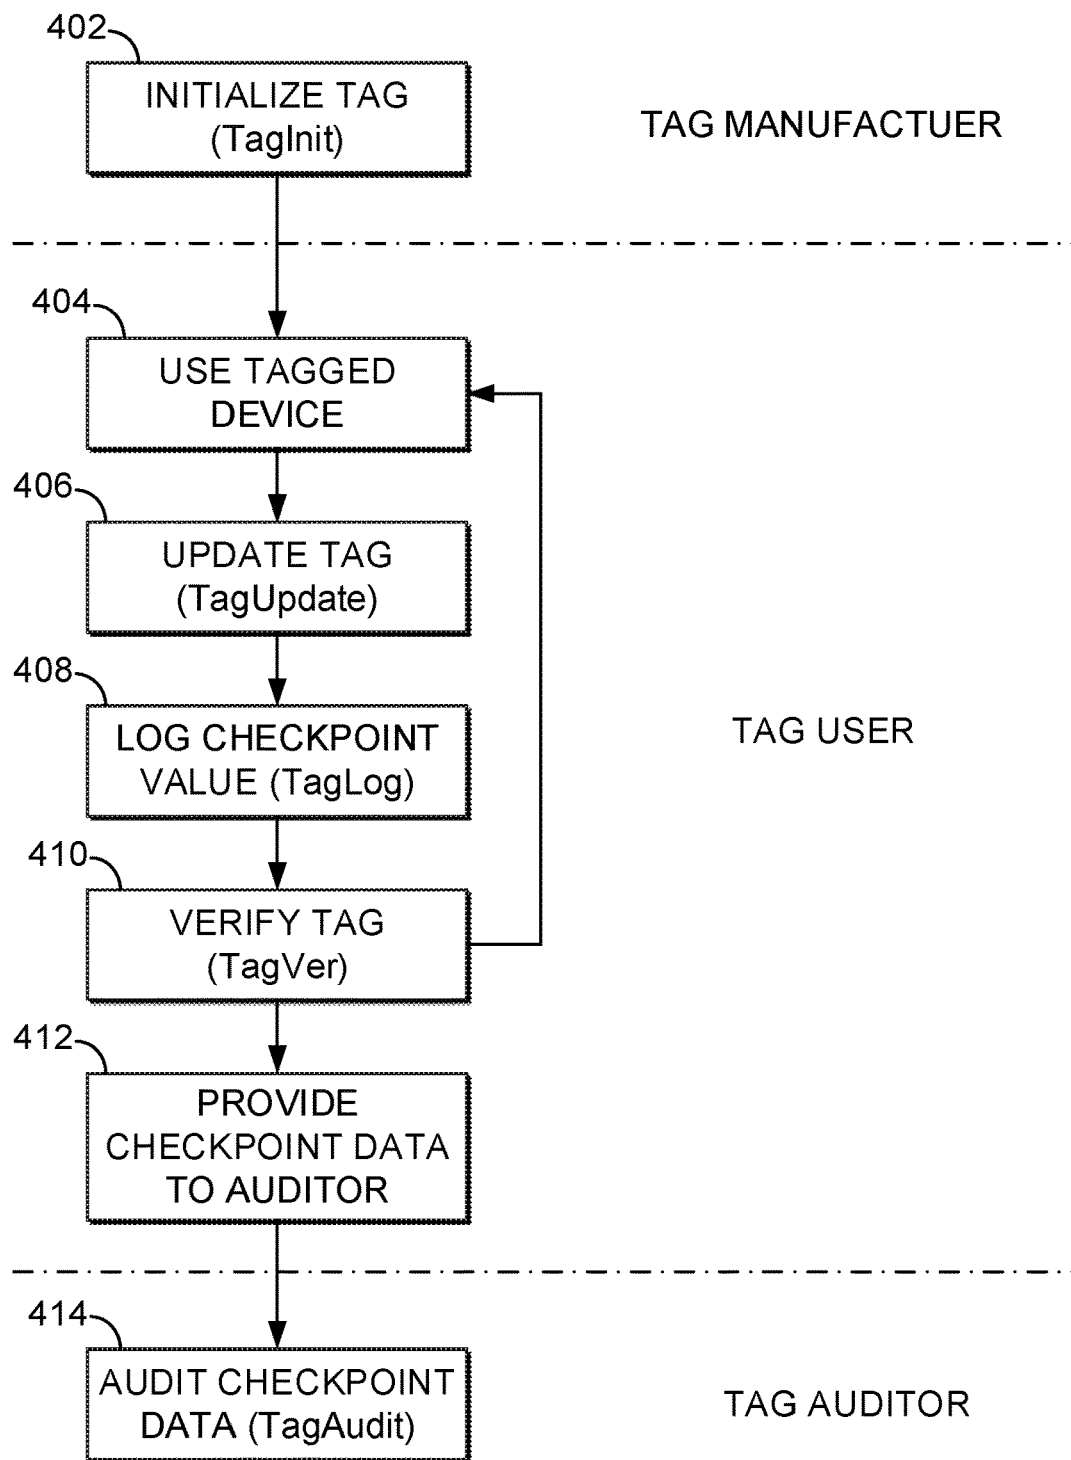 402
INITIALIZE TAG
(TagInit)
TAG MANUFACTUER
404
USE TAGGED
DEVICE
406
UPDATE TAG
(TagUpdate)
408
LOG CHECKPOINT
VALUE (TagLog)
TAG USER
410
VERIFY TAG
(TagVer)
412
PROVIDE
CHECKPOINT DATA
TO AUDITOR
414
AUDIT CHECKPOINT
DATA (TagAudit)
TAG AUDITOR